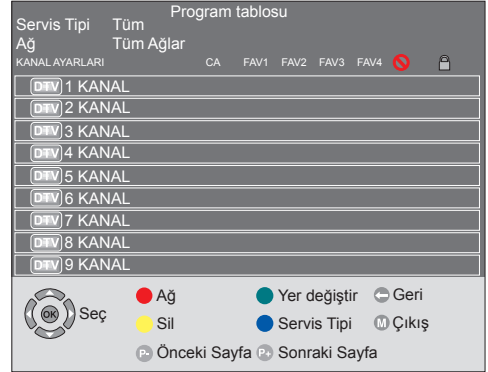 Program tablosu
Servis Tipi Tüm
Ağ Tüm Ağlar
KANAL AYARLARI CA FAV1 FAV2 FAV3 FAV4
DTV 1 KANAL
DTV 2 KANAL
DTV 3 KANAL
DTV 4 KANAL
DTV 5 KANAL
DTV 6 KANAL
DTV 7 KANAL
DTV 8 KANAL
DTV 9 KANAL
OK Seç
Ağ Yer değiştir Geri
Sil Servis Tipi M Çıkış
P- Önceki Sayfa P+ Sonraki Sayfa